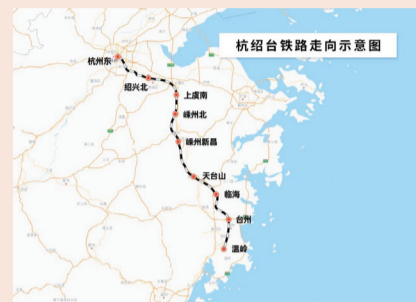 杭绍台铁路走向示意图
杭州东
绍兴北
上虞南
嵊州北
嵊州新昌
天台山
临海
台州
温岭